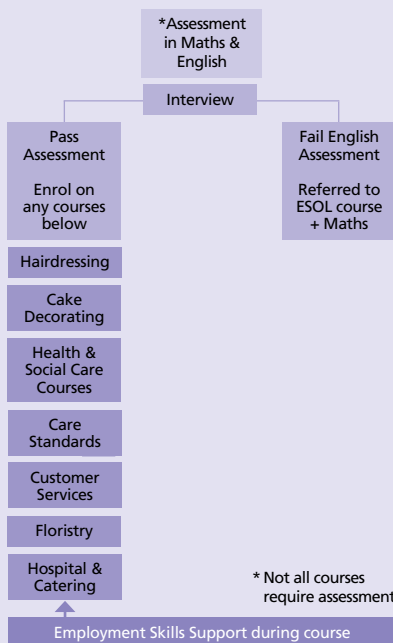 *Assessment
in Maths &
English
Interview
Pass
Assessment
Enrol on
any courses
below
Fail English
Assessment
Referred to
ESOL course
+ Maths
Hairdressing
Cake
Decorating
Health &
Social Care
Courses
Care
Standards
Customer
Services
Floristry
Hospital &
Catering
* Not all courses
require assessment
Employment Skills Support during course